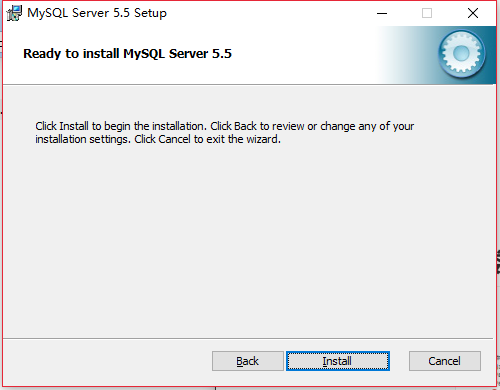 MySQL Server 5.5 Setup
Ready to install MySQL Server 5.5
Click Install to begin the installation. Click Back to review or change any of your
installation settings. Click Cancel to exit the wizard.
Back Install Cancel